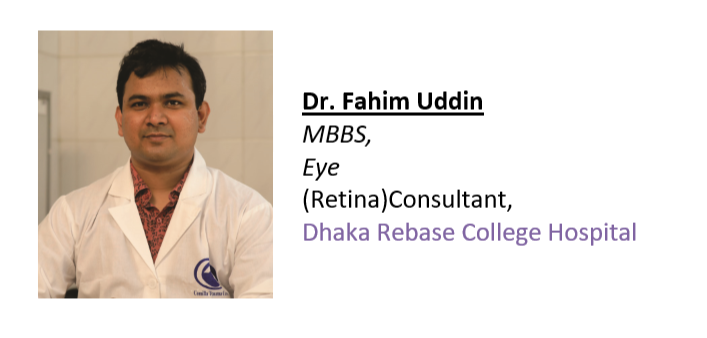 Dr. Fahim Uddin
MBBS,
Eye
(Retina)Consultant,
Dhaka Rebase College Hospital